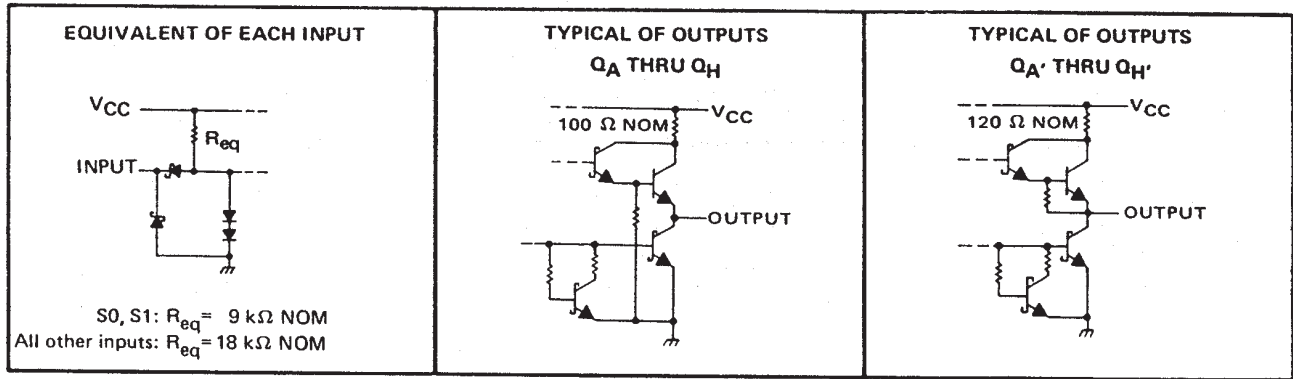 EQUIVALENT OF EACH INPUT
VCC
Req
INPUT
S0, S1: Req = 9 kΩ NOM
All other inputs: Req = 18 kΩ NOM
TYPICAL OF OUTPUTS
QA THRU QH
VCC
100 Ω NOM
OUTPUT
TYPICAL OF OUTPUTS
QA' THRU QH'
VCC
120 Ω NOM
OUTPUT